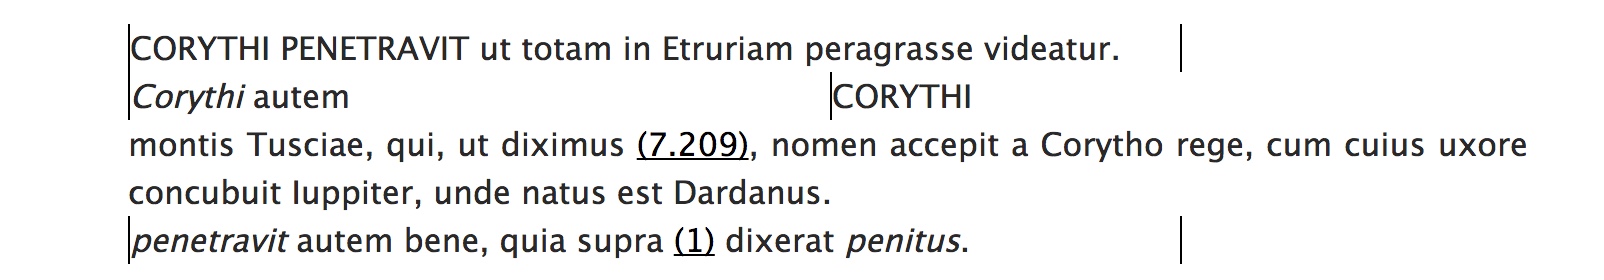 CORYTHI PENETRAVIT ut totam in Etruriam peragrasse videatur.
Corythi autem CORYTHI
montis Tusciae, qui, ut diximus (7.209), nomen accepit a Corytho rege, cum cuius uxore
concubuit Iuppiter, unde natus est Dardanus.
penetravit autem bene, quia supra (1) dixerat penitus.